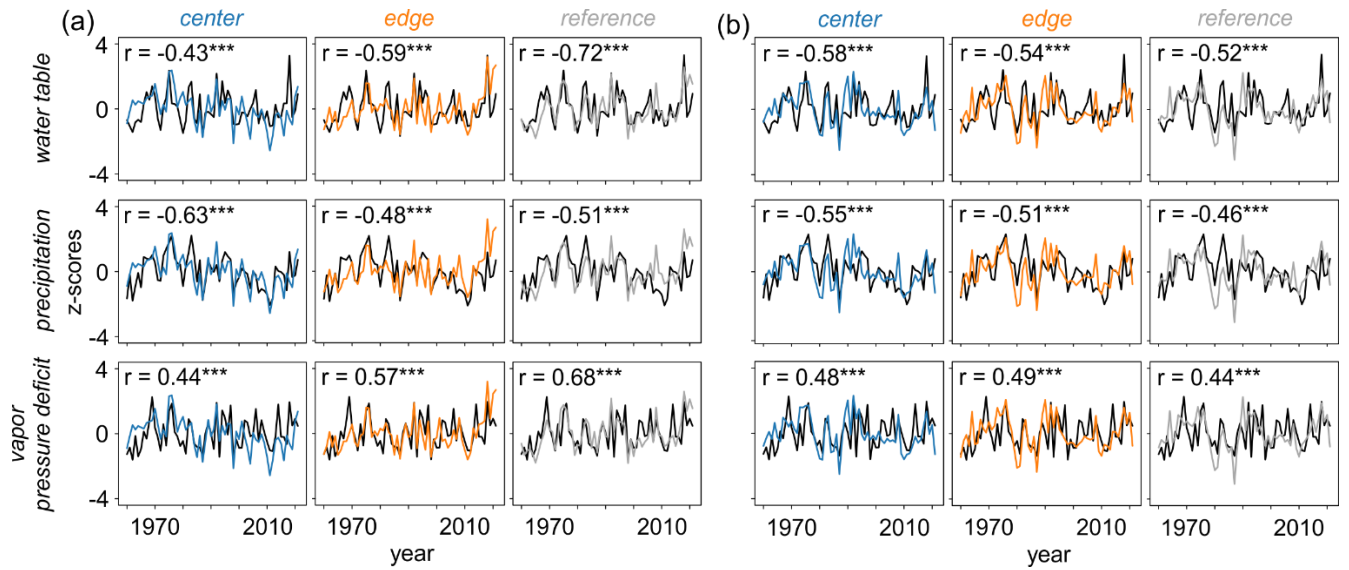 (a) center edge reference (b) center edge reference
4 r = -0.43*** r = -0.59*** r = -0.72*** r = -0.58*** r = -0.54*** r = -0.52***
water table
0
-4
4 r = -0.63*** r = -0.48*** r = -0.51*** r = -0.55*** r = -0.51*** r = -0.46***
precipitation
z-scores
0
-4
4 r = 0.44*** r = 0.57*** r = 0.68*** r = 0.48*** r = 0.49*** r = 0.44***
vapor
pressure deficit
0
-4
1970 2010 1970 2010 1970 2010 1970 2010 1970 2010 1970 2010
year year